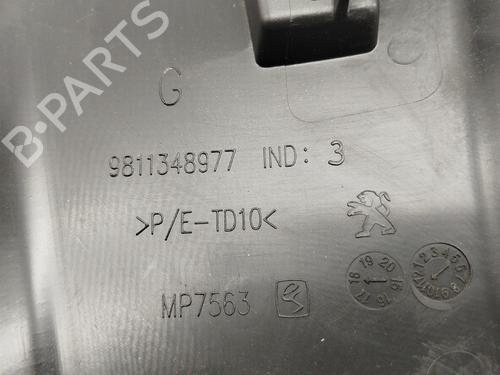 B-PARTS
G
9811348977 IND: 3
>P/E-TD10<
MP7563